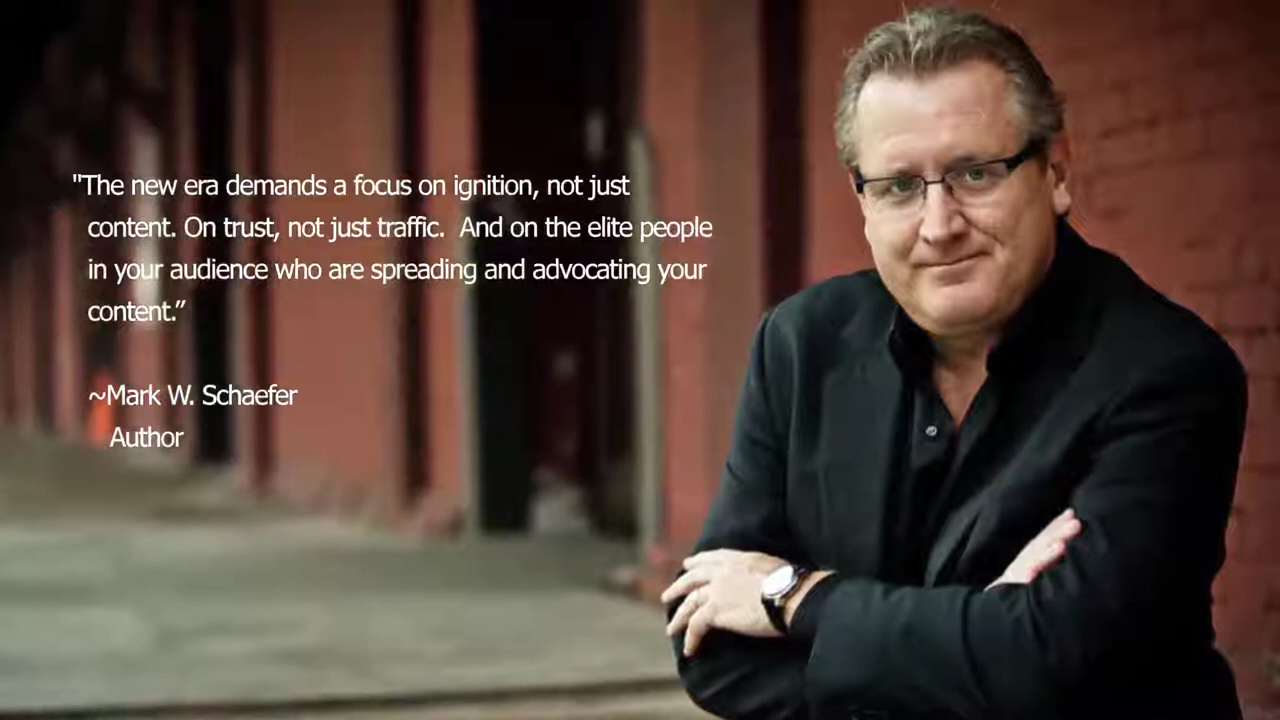 "The new era demands a focus on ignition, not just
content. On trust, not just traffic.  And on the elite people
in your audience who are spreading and advocating your
content.”
~Mark W. Schaefer
Author